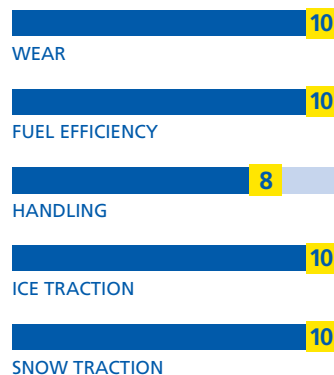 10
WEAR
10
FUEL EFFICIENCY
8
HANDLING
10
ICE TRACTION
10
SNOW TRACTION